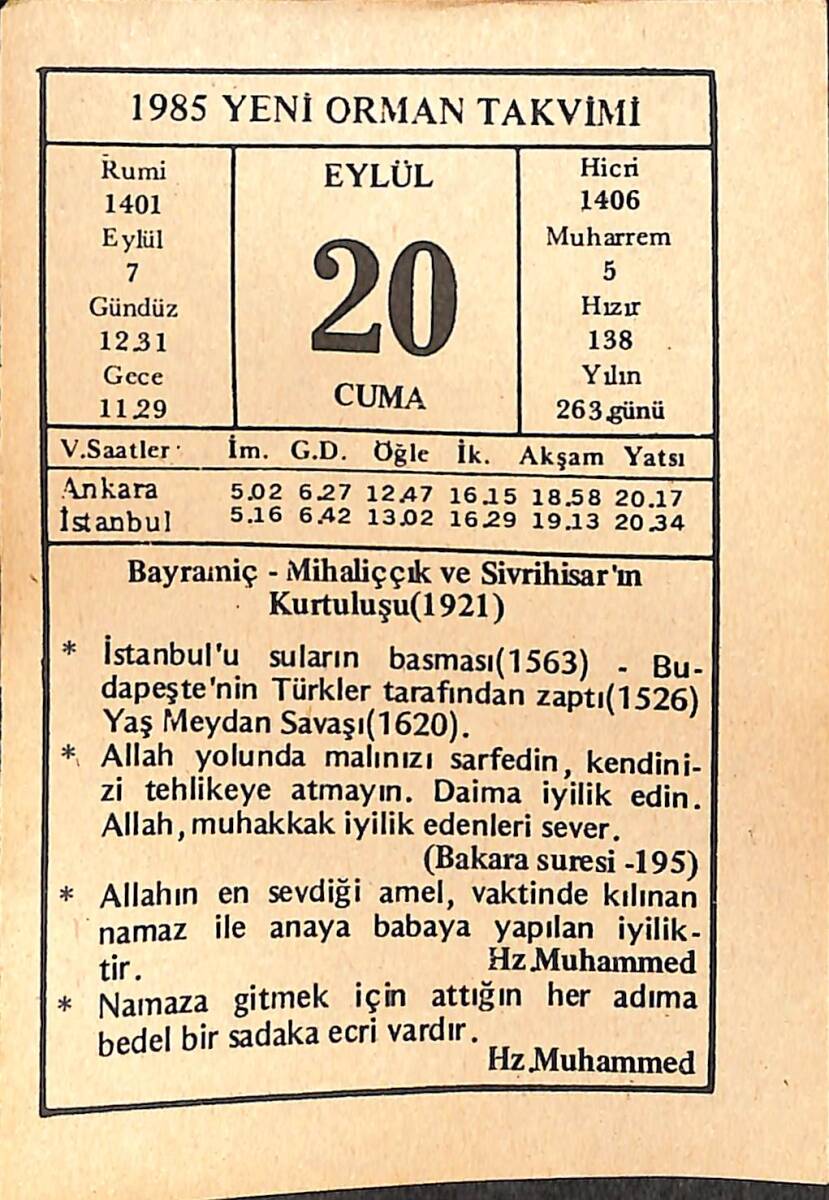 1985 YENİ ORMAN TAKVİMİ
Rumi
1401
Eylül
7
Gündüz
12.31
Gece
11.29
EYLÜL
20
CUMA
Hicri
1406
Muharrem
5
Hızır
138
Yılın
263.günü
V.Saatler İm. G.D. Öğle İk. Akşam Yatsı
Ankara 5.02 6.27 12.47 16.15 18.58 20.17
İstanbul 5.16 6.42 13.02 16.29 19.13 20.34
Bayramiç - Mihaliççık ve Sivrihisar'ın
Kurtuluşu(1921)
* İstanbul'u suların basması(1563) - Bu-
dapeşte'nin Türkler tarafından zaptı(1526)
Yaş Meydan Savaşı(1620).
* Allah yolunda malınızı sarfedin, kendini-
zi tehlikeye atmayın. Daima iyilik edin.
Allah, muhakkak iyilik edenleri sever.
(Bakara suresi -195)
* Allahın en sevdiği amel, vaktinde kılınan
namaz ile anaya babaya yapılan iyilik-
tir. Hz.Muhammed
* Namaza gitmek için attığın her adıma
bedel bir sadaka ecri vardır.
Hz.Muhammed